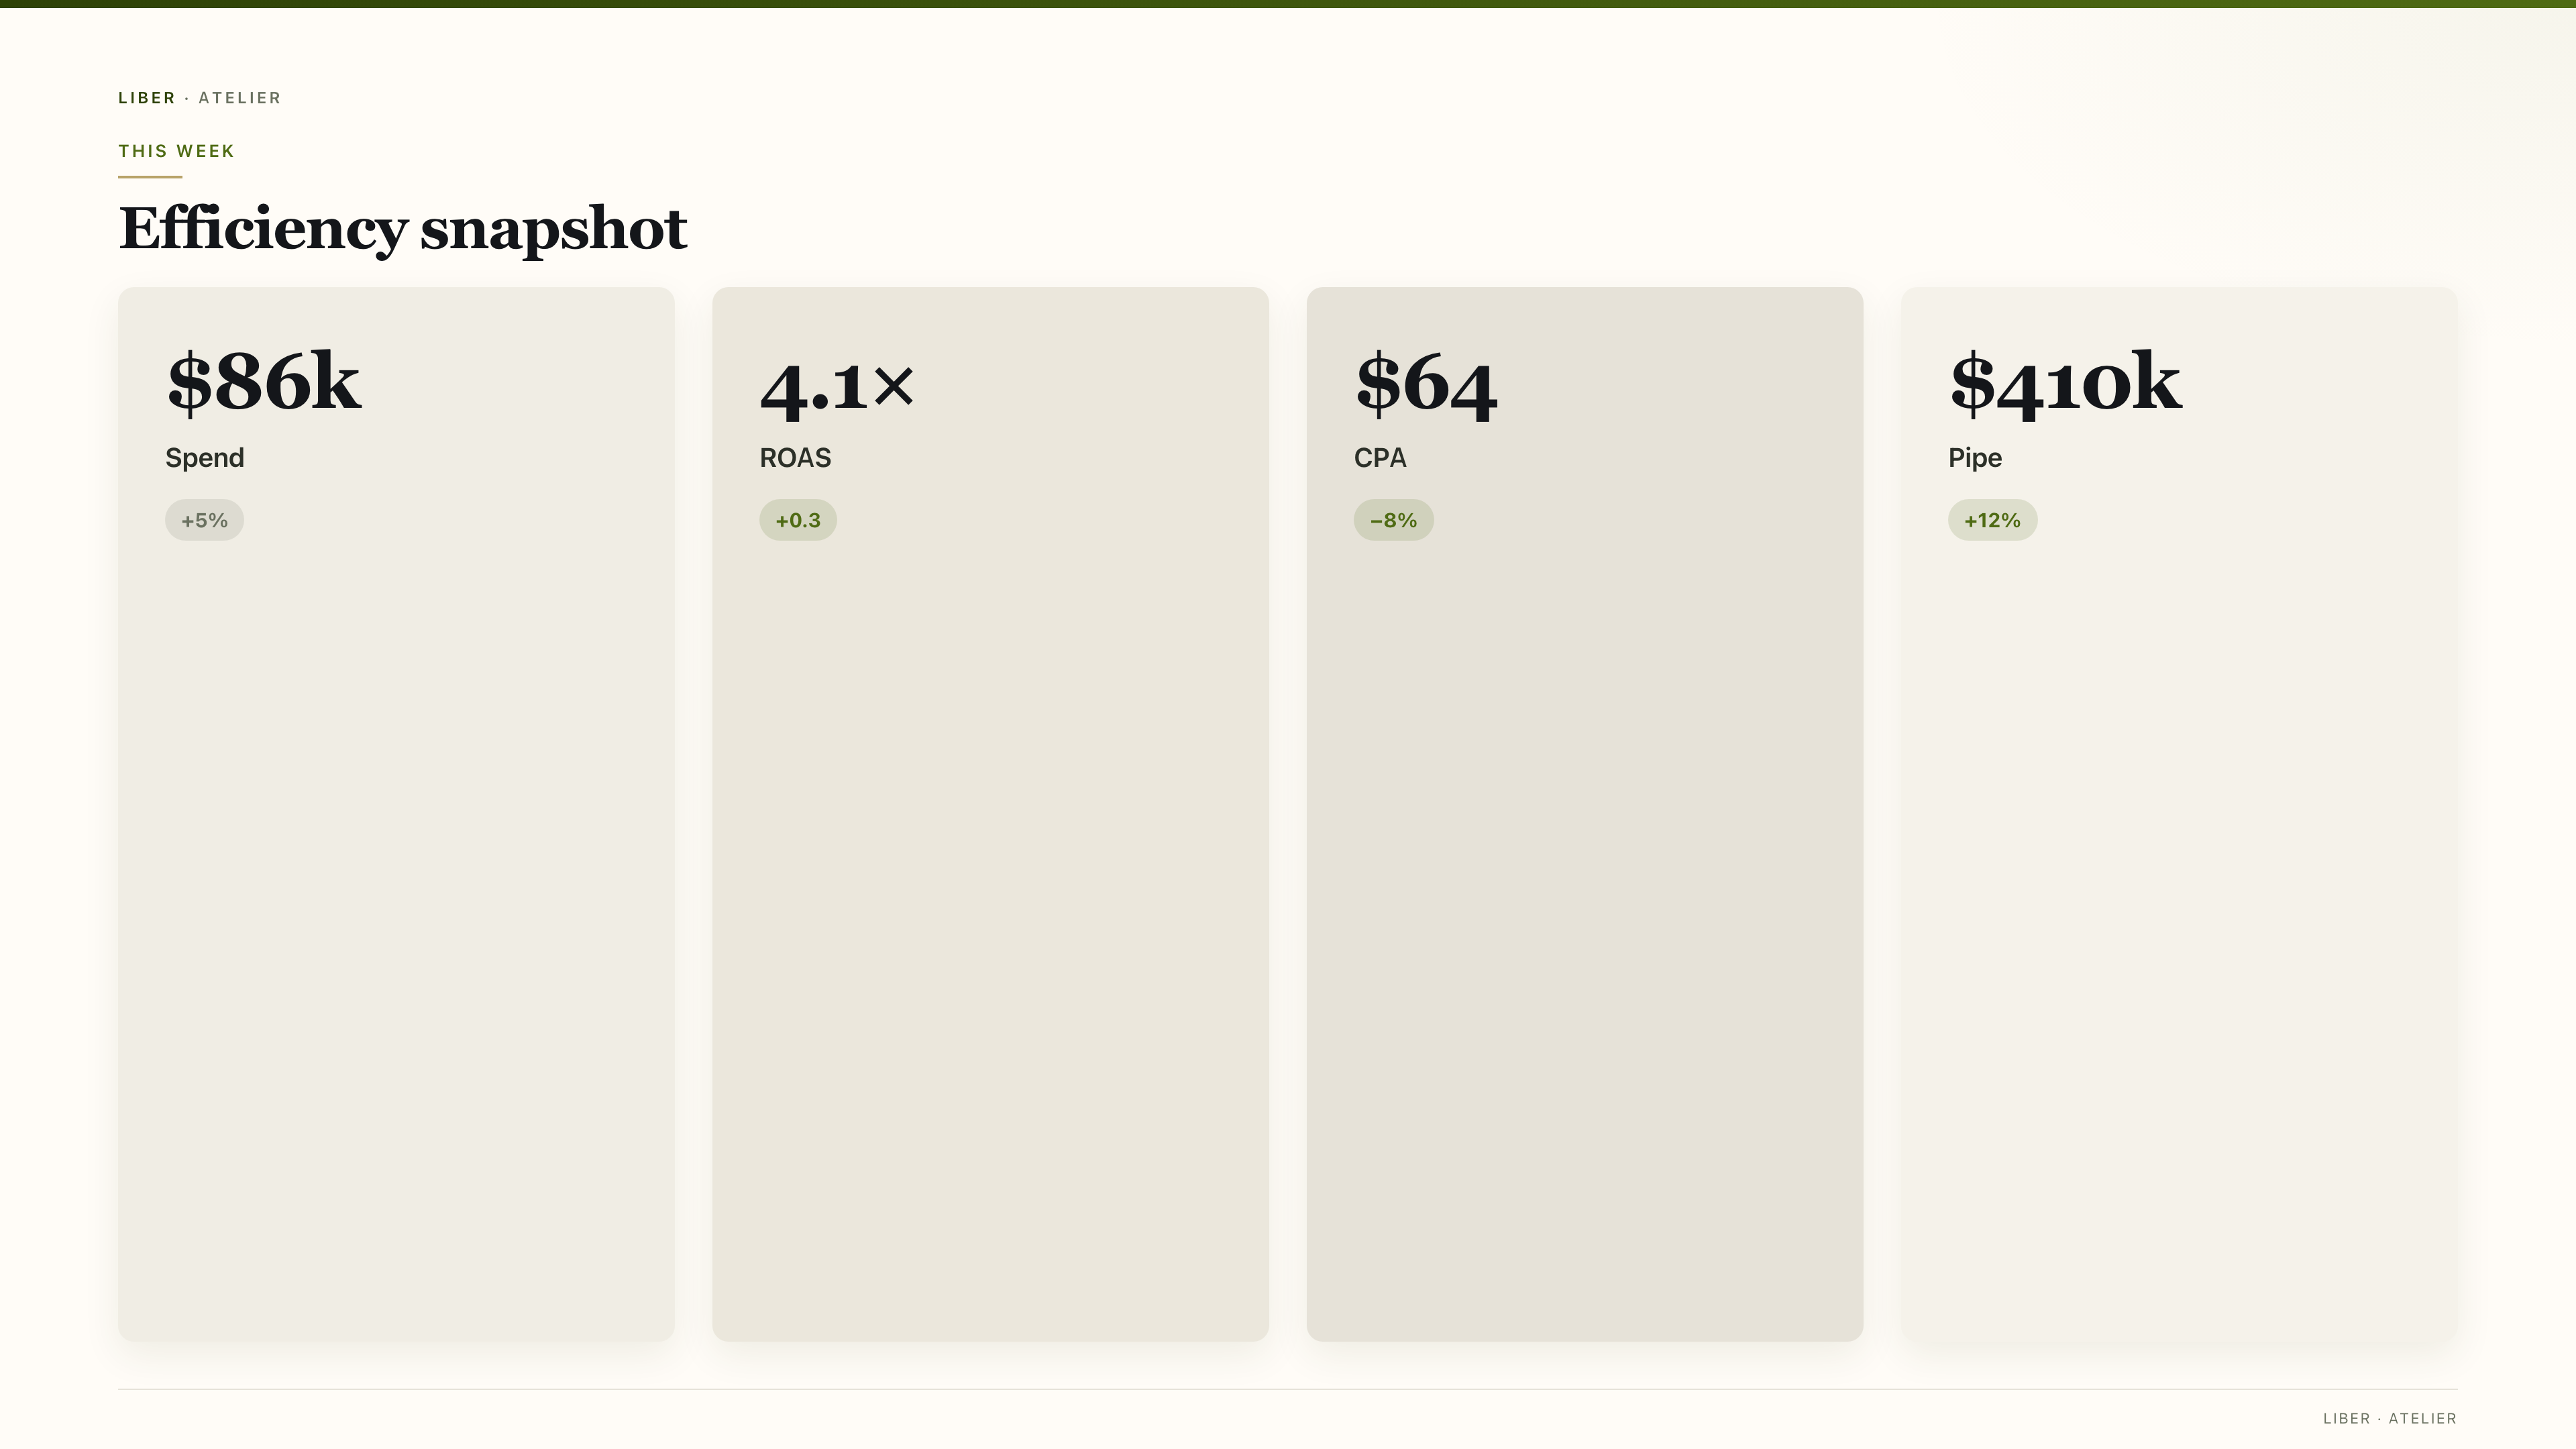 LIBER · ATELIER
THIS WEEK
Efficiency snapshot
$86k
Spend
+5%
4.1×
ROAS
+0.3
$64
CPA
−8%
$410k
Pipe
+12%
LIBER · ATELIER